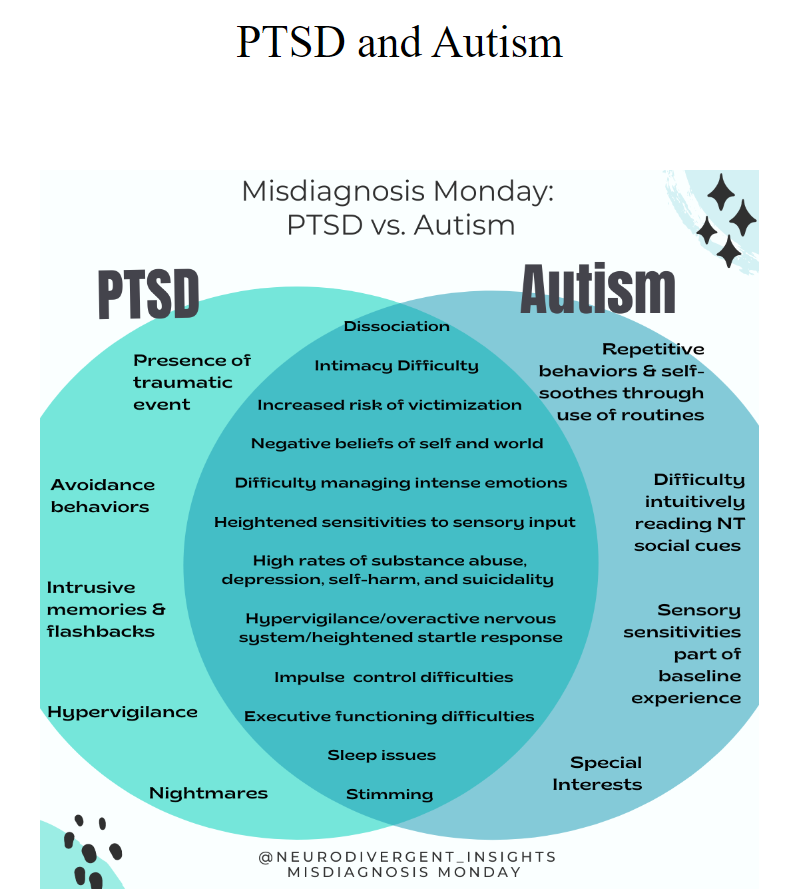 PTSD and Autism
Misdiagnosis Monday:
PTSD vs. Autism
PTSD
Autism
Presence of
traumatic
event
Avoidance
behaviors
Intrusive
memories &
flashbacks
Hypervigilance
Nightmares
Dissociation
Intimacy Difficulty
Increased risk of victimization
Negative beliefs of self and world
Difficulty managing intense emotions
Heightened sensitivities to sensory input
High rates of substance abuse,
depression, self-harm, and suicidality
Hypervigilance/overactive nervous
system/heightened startle response
Impulse control difficulties
Executive functioning difficulties
Sleep issues
Stimming
Repetitive
behaviors & self-
soothes through
use of routines
Difficulty
intuitively
reading NT
social cues
Sensory
sensitivities
part of
baseline
experience
Special
Interests
@NEURODIVERGENT_INSIGHTS
MISDIAGNOSIS MONDAY